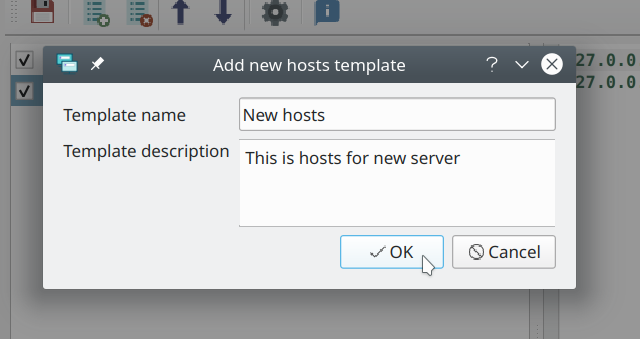 Add new hosts template
27.0.0
27.0.0
Template name
New hosts
Template description
This is hosts for new server
OK
Cancel